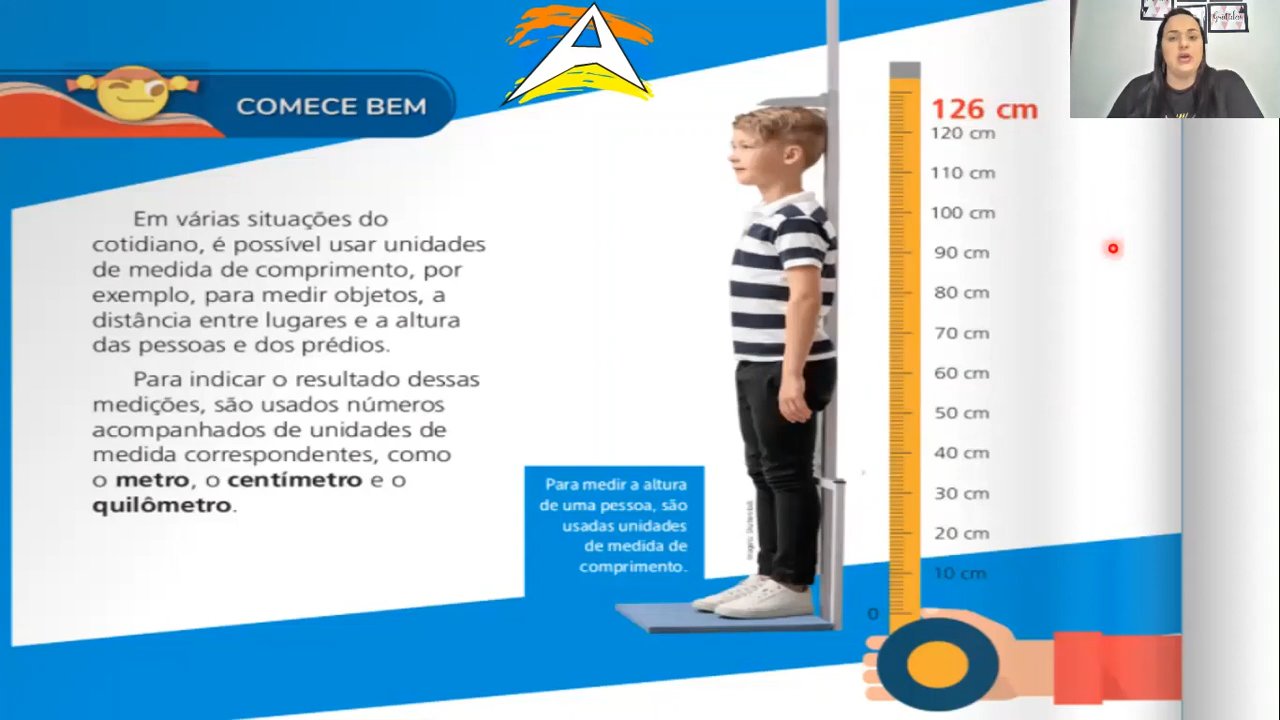 COMECE BEM
Em várias situações do
cotidiano, é possível usar unidades
de medida de comprimento, por
exemplo, para medir objetos, a
distância entre lugares e a altura
das pessoas e dos prédios.
Para indicar o resultado dessas
medições, são usados números
acompanhados de unidades de
medida correspondentes, como
o metro, o centímetro e o
quilômetro.
Para medir a altura
de uma pessoa, são
usadas unidades
de medida de
comprimento.
126 cm
120 cm
110 cm
100 cm
90 cm
80 cm
70 cm
60 cm
50 cm
40 cm
30 cm
20 cm
10 cm
0
A